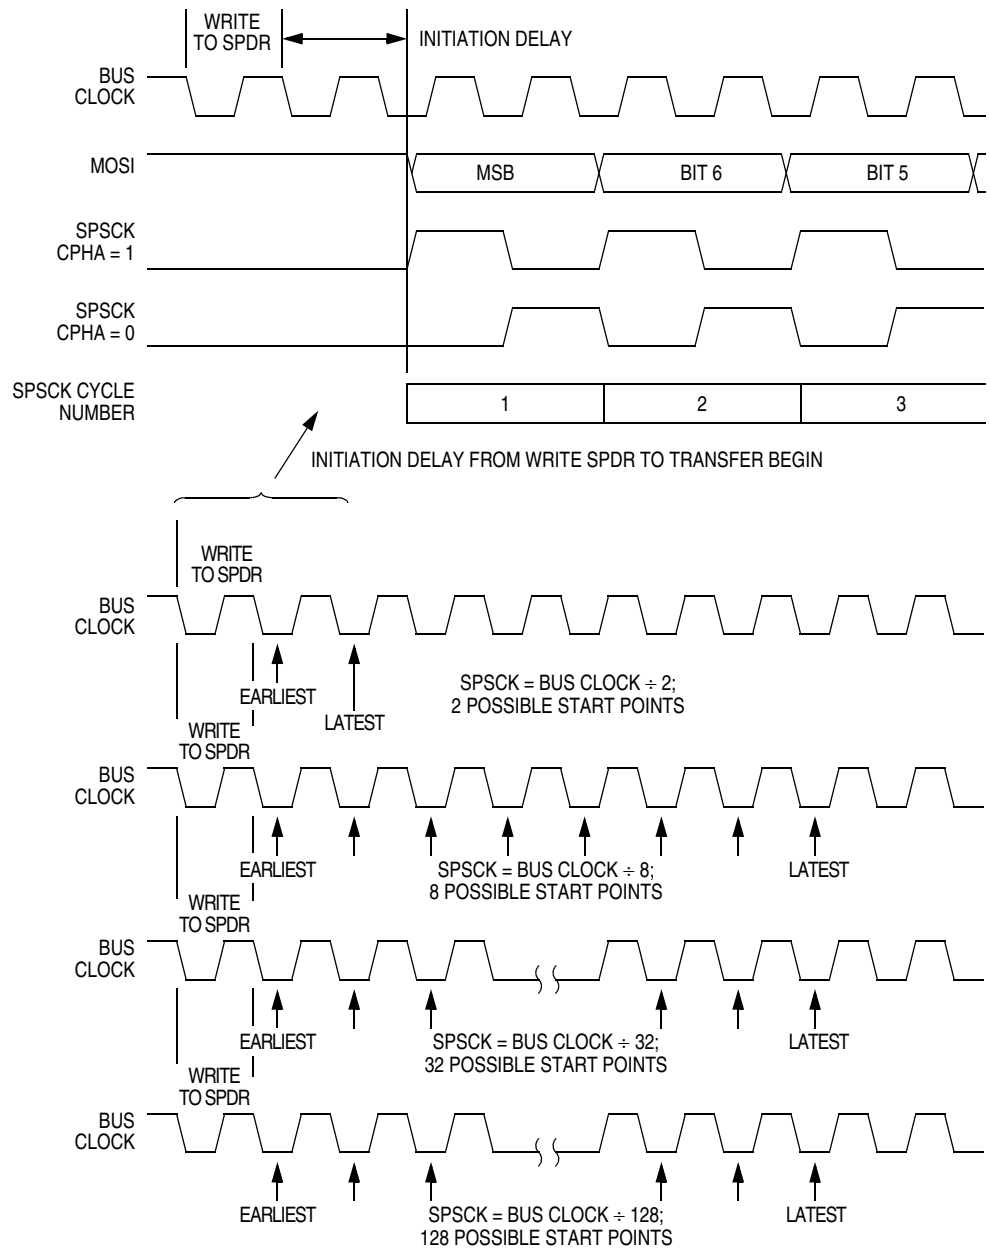 WRITE
TO SPDR
INITIATION DELAY
BUS
CLOCK
MOSI
MSB
BIT 6
BIT 5
SPSCK
CPHA = 1
SPSCK
CPHA = 0
SPSCK CYCLE
NUMBER
1
2
3
INITIATION DELAY FROM WRITE SPDR TO TRANSFER BEGIN
WRITE
TO SPDR
BUS
CLOCK
EARLIEST
LATEST
SPSCK = BUS CLOCK ÷ 2;
2 POSSIBLE START POINTS
WRITE
TO SPDR
BUS
CLOCK
EARLIEST
SPSCK = BUS CLOCK ÷ 8;
8 POSSIBLE START POINTS
LATEST
WRITE
TO SPDR
BUS
CLOCK
EARLIEST
SPSCK = BUS CLOCK ÷ 32;
32 POSSIBLE START POINTS
LATEST
WRITE
TO SPDR
BUS
CLOCK
EARLIEST
SPSCK = BUS CLOCK ÷ 128;
128 POSSIBLE START POINTS
LATEST